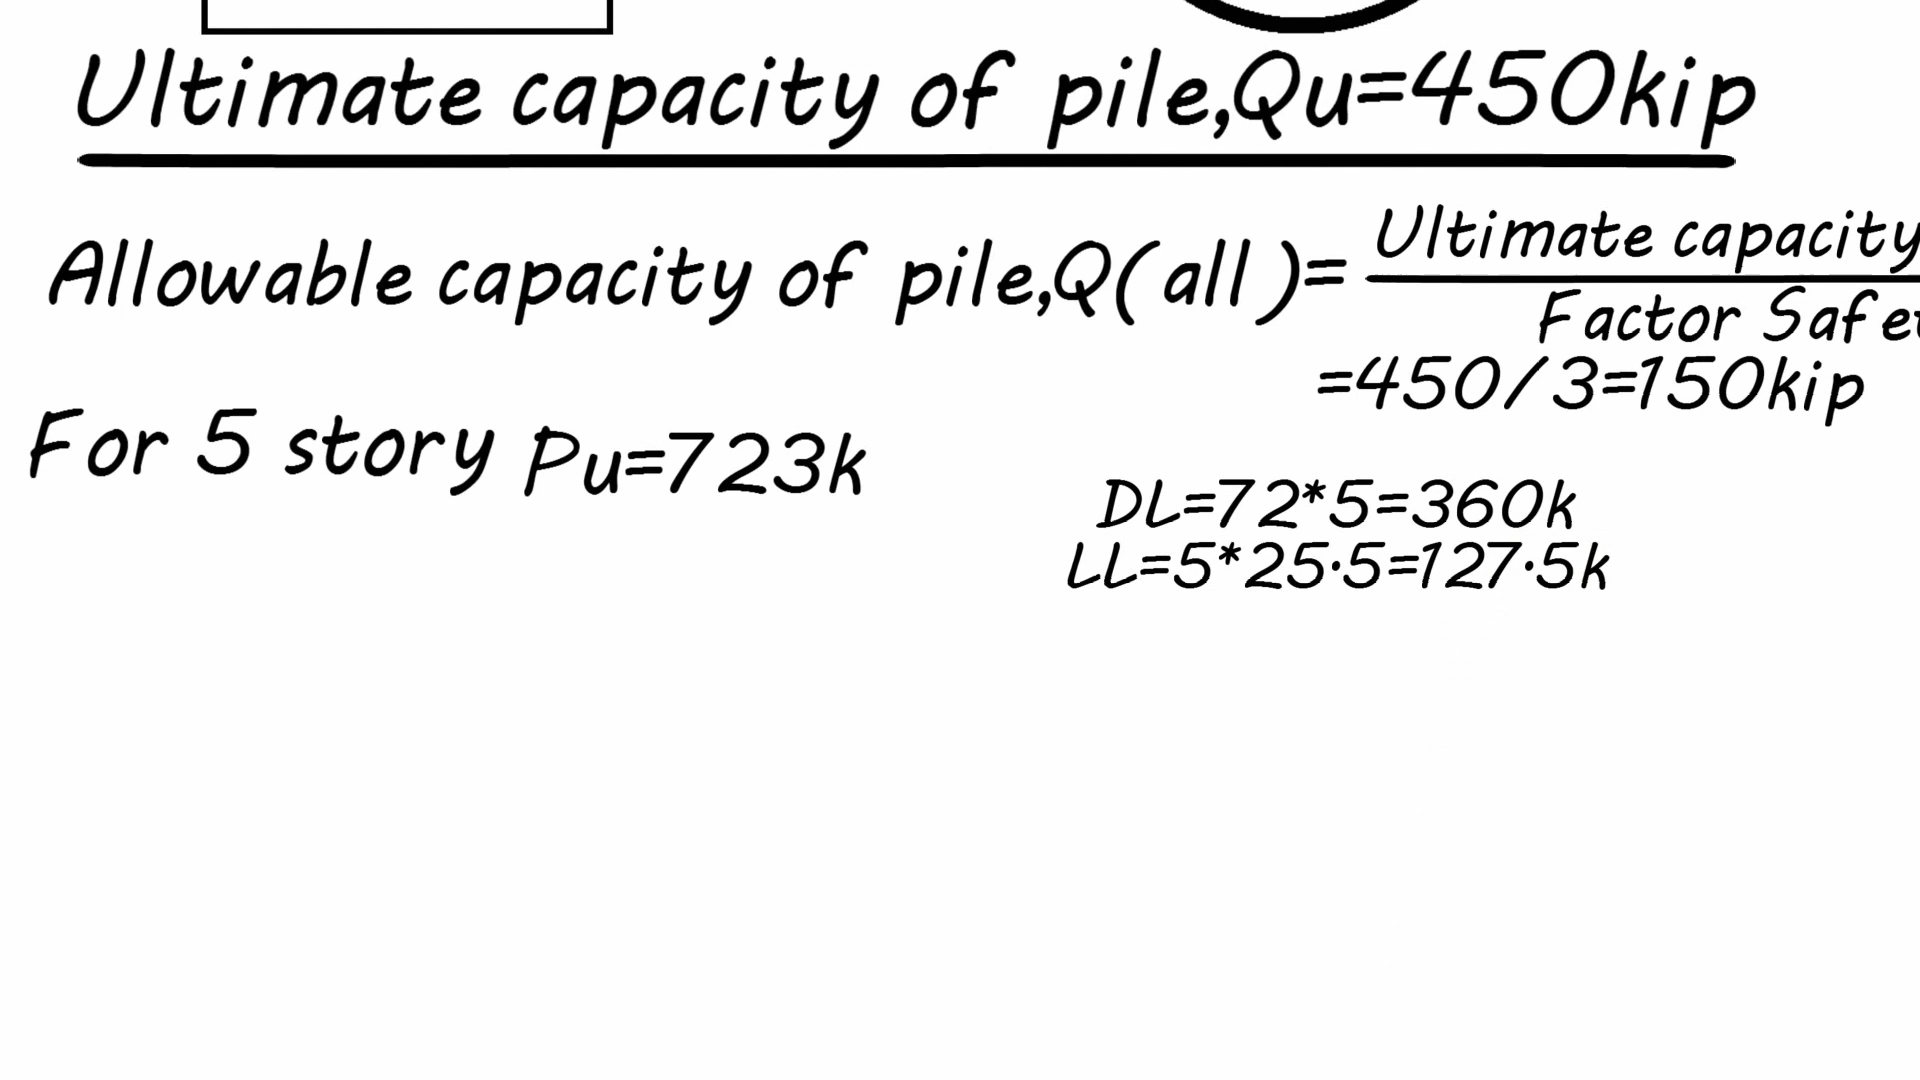 Ultimate capacity of pile,Qu=450kip
Allowable capacity of pile,Q(all)=
Ultimate capacity
Factor
=450/3=150kip
For 5 story Pu=723k
DL=72*5=360k
LL=5*25·5=127·5k